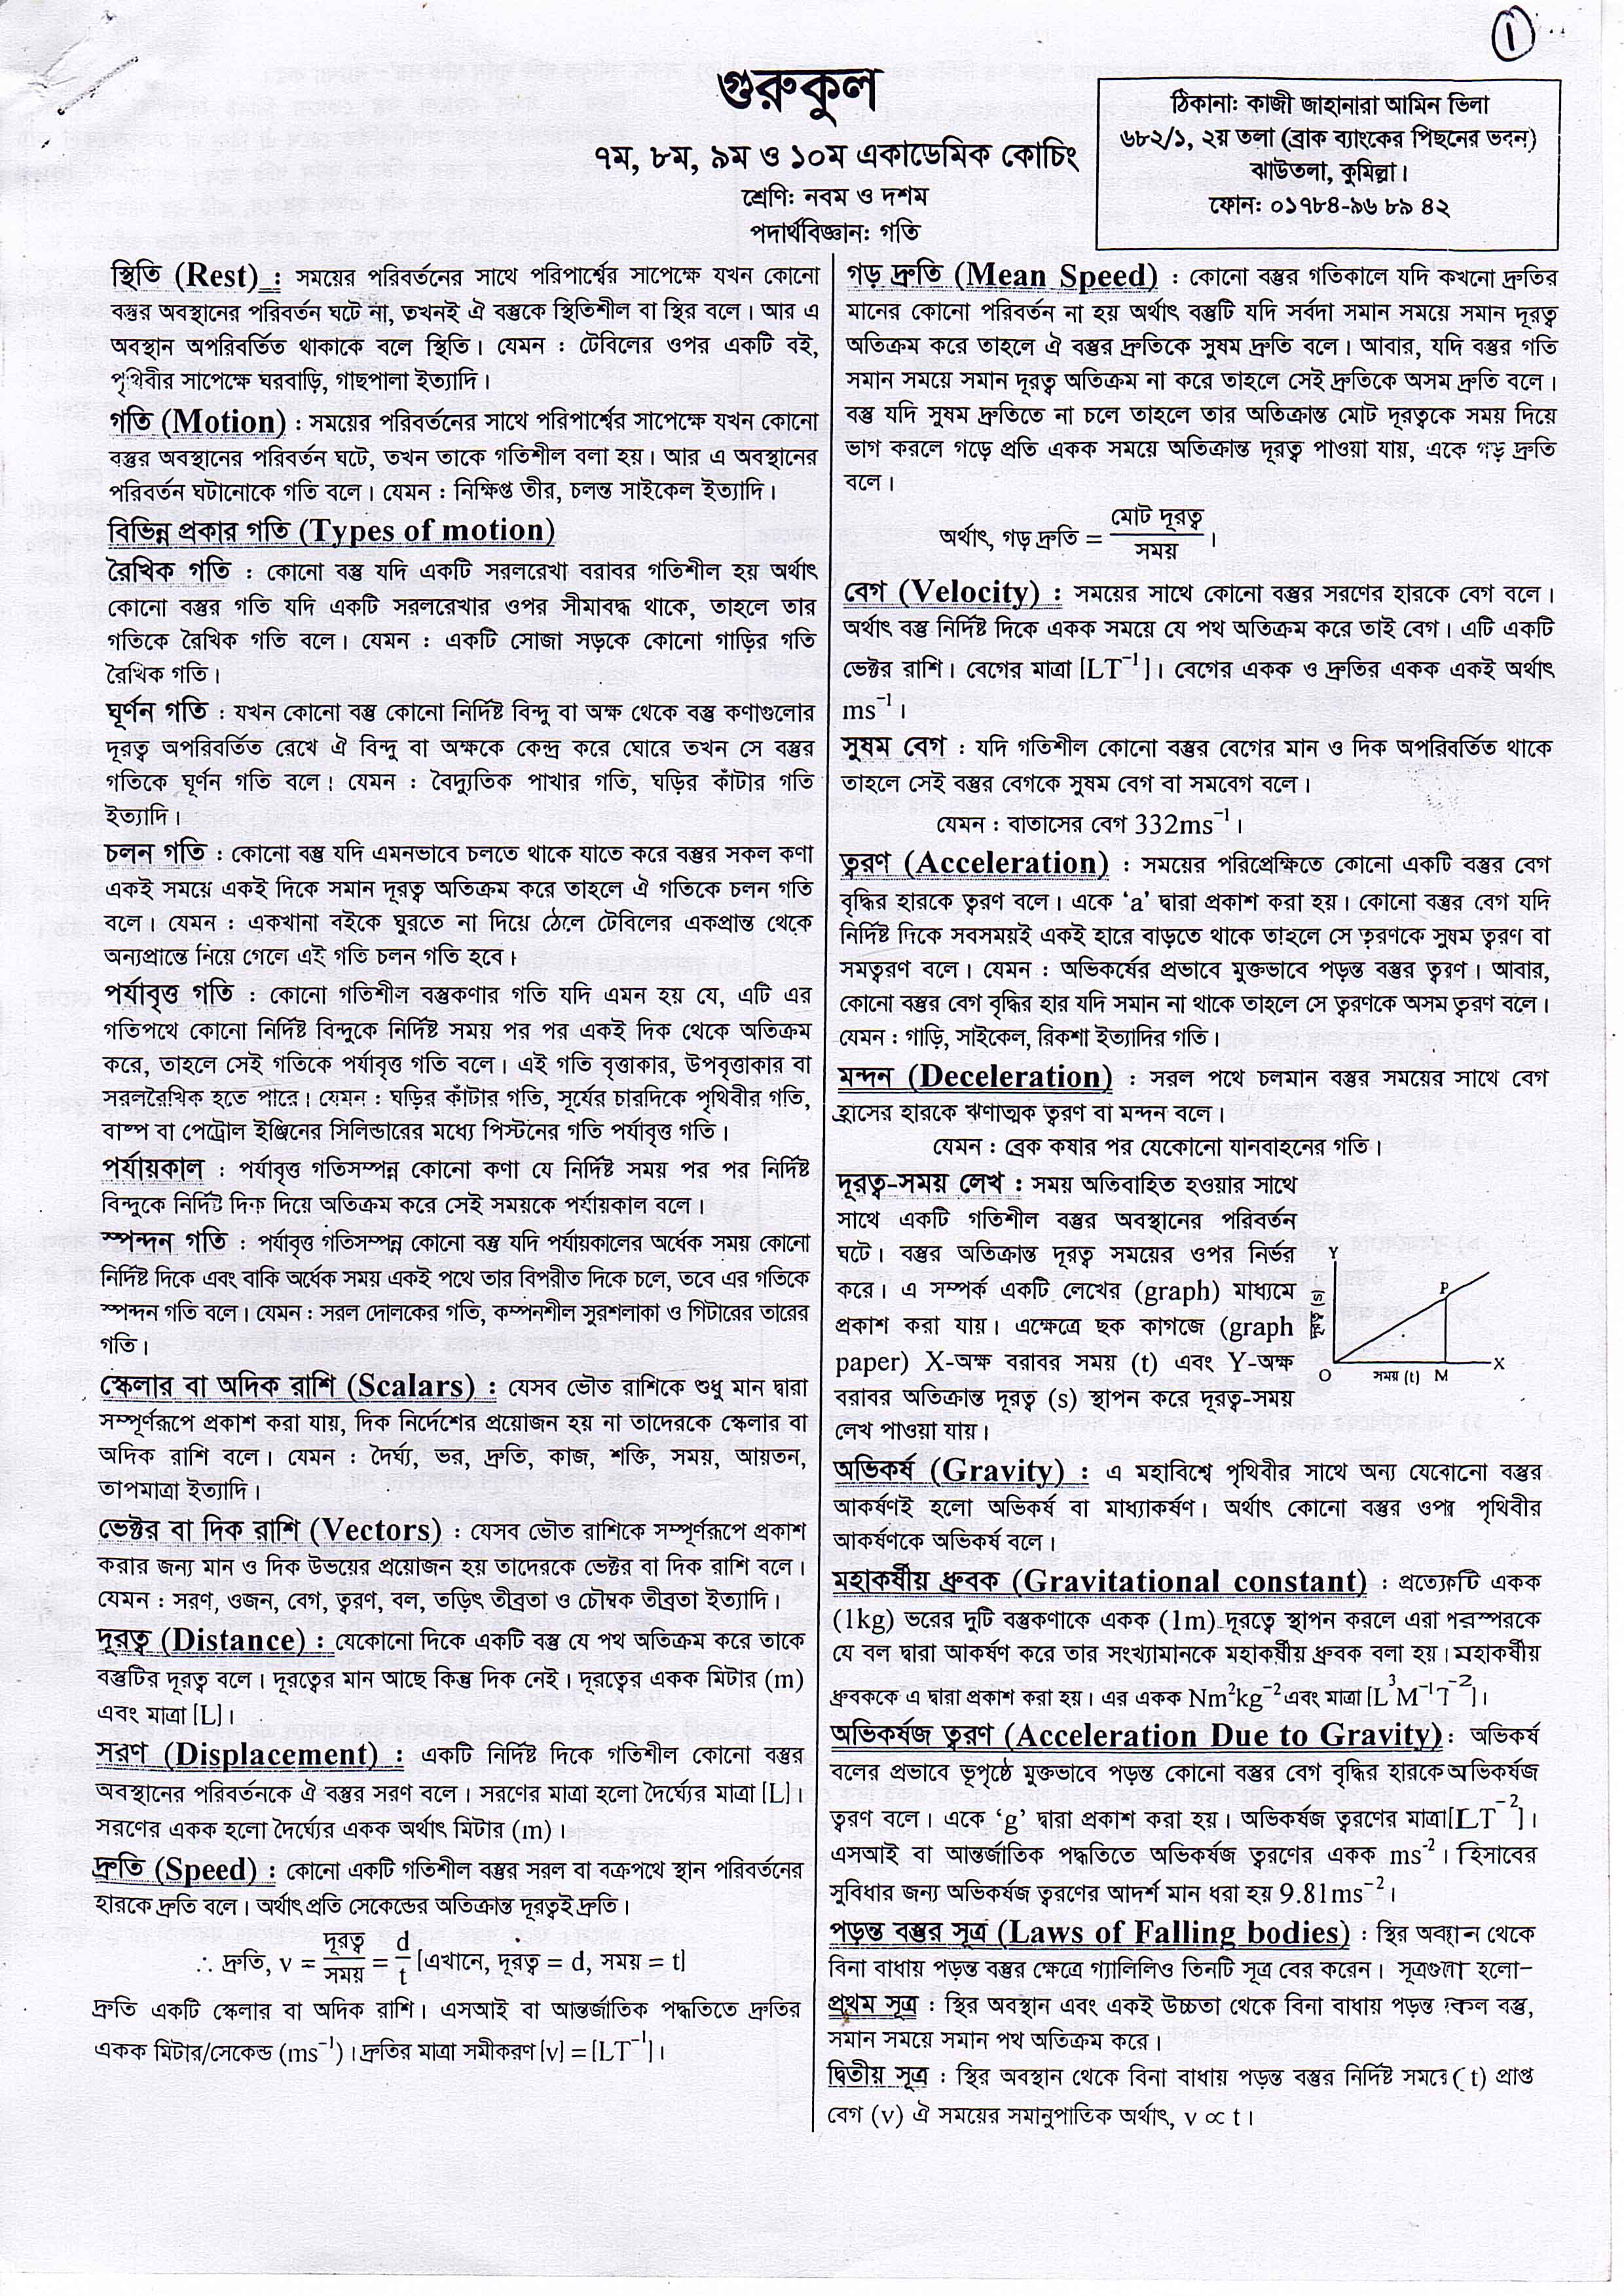 ১
গুরুকুল
৭ম, ৮ম, ৯ম ও ১০ম একাডেমিক কোচিং
শ্রেণি: নবম ও দশম
পদার্থবিজ্ঞান: গতি
ঠিকানা: কাজী জাহানারা আমিন ভিলা
৬৮২/১, ২য় তলা (ব্রাক ব্যাংকের পিছনের ভবন)
ঝাউতলা, কুমিল্লা।
ফোন: ০১৭৮৪-৯৬ ৮৯ ৪২
স্থিতি (Rest) : সময়ের পরিবর্তনের সাথে পরিপার্শ্বের সাপেক্ষে যখন কোনো
বস্তুর অবস্থানের পরিবর্তন ঘটে না, তখনই ঐ বস্তুকে স্থিতিশীল বা স্থির বলে। আর এ
অবস্থান অপরিবর্তিত থাকাকে বলে স্থিতি। যেমন : টেবিলের ওপর একটি বই,
পৃথিবীর সাপেক্ষে ঘরবাড়ি, গাছপালা ইত্যাদি।
গতি (Motion) : সময়ের পরিবর্তনের সাথে পরিপার্শ্বের সাপেক্ষে যখন কোনো
বস্তুর অবস্থানের পরিবর্তন ঘটে, তখন তাকে গতিশীল বলা হয়। আর এ অবস্থানের
পরিবর্তন ঘটানোকে গতি বলে। যেমন : নিক্ষিপ্ত তীর, চলন্ত সাইকেল ইত্যাদি।
বিভিন্ন প্রকার গতি (Types of motion)
রৈখিক গতি : কোনো বস্তু যদি একটি সরলরেখা বরাবর গতিশীল হয় অর্থাৎ
কোনো বস্তুর গতি যদি একটি সরলরেখার ওপর সীমাবদ্ধ থাকে, তাহলে তার
গতিকে রৈখিক গতি বলে। যেমন : একটি সোজা সড়কে কোনো গাড়ির গতি
রৈখিক গতি।
ঘূর্ণন গতি : যখন কোনো বস্তু কোনো নির্দিষ্ট বিন্দু বা অক্ষ থেকে বস্তু কণাগুলোর
দূরত্ব অপরিবর্তিত রেখে ঐ বিন্দু বা অক্ষকে কেন্দ্র করে ঘোরে তখন সে বস্তুর
গতিকে ঘূর্ণন গতি বলে। যেমন : বৈদ্যুতিক পাখার গতি, ঘড়ির কাঁটার গতি
ইত্যাদি।
চলন গতি : কোনো বস্তু যদি এমনভাবে চলতে থাকে যাতে করে বস্তুর সকল কণা
একই সময়ে একই দিকে সমান দূরত্ব অতিক্রম করে তাহলে ঐ গতিকে চলন গতি
বলে। যেমন : একখানা বইকে ঘুরতে না দিয়ে ঠেলে টেবিলের একপ্রান্ত থেকে
অন্যপ্রান্তে নিয়ে গেলে এই গতি চলন গতি হবে।
পর্যাবৃত্ত গতি : কোনো গতিশীল বস্তুকণার গতি যদি এমন হয় যে, এটি এর
গতিপথে কোনো নির্দিষ্ট বিন্দুকে নির্দিষ্ট সময় পর পর একই দিক থেকে অতিক্রম
করে, তাহলে সেই গতিকে পর্যাবৃত্ত গতি বলে। এই গতি বৃত্তাকার, উপবৃত্তাকার বা
সরলরৈখিক হতে পারে। যেমন : ঘড়ির কাঁটার গতি, সূর্যের চারদিকে পৃথিবীর গতি,
বাষ্প বা পেট্রোল ইঞ্জিনের সিলিন্ডারের মধ্যে পিস্টনের গতি পর্যাবৃত্ত গতি।
পর্যায়কাল : পর্যাবৃত্ত গতিসম্পন্ন কোনো কণা যে নির্দিষ্ট সময় পর পর নির্দিষ্ট
বিন্দুকে নির্দিষ্ট দিক দিয়ে অতিক্রম করে সেই সময়কে পর্যায়কাল বলে।
স্পন্দন গতি : পর্যাবৃত্ত গতিসম্পন্ন কোনো বস্তু যদি পর্যায়কালের অর্ধেক সময় কোনো
নির্দিষ্ট দিকে এবং বাকি অর্ধেক সময় একই পথে তার বিপরীত দিকে চলে, তবে এর গতিকে
স্পন্দন গতি বলে। যেমন : সরল দোলকের গতি, কম্পনশীল সুরশলাকা ও গিটারের তারের
গতি।
স্কেলার বা অদিক রাশি (Scalars) : যেসব ভৌত রাশিকে শুধু মান দ্বারা
সম্পূর্ণরূপে প্রকাশ করা যায়, দিক নির্দেশের প্রয়োজন হয় না তাদেরকে স্কেলার বা
অদিক রাশি বলে। যেমন : দৈর্ঘ্য, ভর, দ্রুতি, কাজ, শক্তি, সময়, আয়তন,
তাপমাত্রা ইত্যাদি।
ভেক্টর বা দিক রাশি (Vectors) : যেসব ভৌত রাশিকে সম্পূর্ণরূপে প্রকাশ
করার জন্য মান ও দিক উভয়ের প্রয়োজন হয় তাদেরকে ভেক্টর বা দিক রাশি বলে।
যেমন : সরণ, ওজন, বেগ, ত্বরণ, বল, তড়িৎ তীব্রতা ও চৌম্বক তীব্রতা ইত্যাদি।
দূরত্ব (Distance) : যেকোনো দিকে একটি বস্তু যে পথ অতিক্রম করে তাকে
বস্তুটির দূরত্ব বলে। দূরত্বের মান আছে কিন্তু দিক নেই। দূরত্বের একক মিটার (m)
এবং মাত্রা [L]।
সরণ (Displacement) : একটি নির্দিষ্ট দিকে গতিশীল কোনো বস্তুর
অবস্থানের পরিবর্তনকে ঐ বস্তুর সরণ বলে। সরণের মাত্রা হলো দৈর্ঘ্যের মাত্রা [L]।
সরণের একক হলো দৈর্ঘ্যের একক অর্থাৎ মিটার (m)।
দ্রুতি (Speed) : কোনো একটি গতিশীল বস্তুর সরল বা বক্রপথে স্থান পরিবর্তনের
হারকে দ্রুতি বলে। অর্থাৎ প্রতি সেকেন্ডের অতিক্রান্ত দূরত্বই দ্রুতি।
∴ দ্রুতি, v = দূরত্ব/সময় = d/t [এখানে, দূরত্ব = d, সময় = t]
দ্রুতি একটি স্কেলার বা অদিক রাশি। এসআই বা আন্তর্জাতিক পদ্ধতিতে দ্রুতির
একক মিটার/সেকেন্ড (ms⁻¹)। দ্রুতির মাত্রা সমীকরণ [v] = [LT⁻¹]।
গড় দ্রুতি (Mean Speed) : কোনো বস্তুর গতিকালে যদি কখনো দ্রুতির
মানের কোনো পরিবর্তন না হয় অর্থাৎ বস্তুটি যদি সর্বদা সমান সময়ে সমান দূরত্ব
অতিক্রম করে তাহলে ঐ বস্তুর দ্রুতিকে সুষম দ্রুতি বলে। আবার, যদি বস্তুর গতি
সমান সময়ে সমান দূরত্ব অতিক্রম না করে তাহলে সেই দ্রুতিকে অসম দ্রুতি বলে।
বস্তু যদি সুষম দ্রুতিতে না চলে তাহলে তার অতিক্রান্ত মোট দূরত্বকে সময় দিয়ে
ভাগ করলে গড়ে প্রতি একক সময়ে অতিক্রান্ত দূরত্ব পাওয়া যায়, একে গড় দ্রুতি
বলে।
অর্থাৎ, গড় দ্রুতি = মোট দূরত্ব/সময়।
বেগ (Velocity) : সময়ের সাথে কোনো বস্তুর সরণের হারকে বেগ বলে।
অর্থাৎ বস্তু নির্দিষ্ট দিকে একক সময়ে যে পথ অতিক্রম করে তাই বেগ। এটি একটি
ভেক্টর রাশি। বেগের মাত্রা [LT⁻¹]। বেগের একক ও দ্রুতির একক একই অর্থাৎ
ms⁻¹।
সুষম বেগ : যদি গতিশীল কোনো বস্তুর বেগের মান ও দিক অপরিবর্তিত থাকে
তাহলে সেই বস্তুর বেগকে সুষম বেগ বা সমবেগ বলে।
যেমন : বাতাসের বেগ 332ms⁻¹।
ত্বরণ (Acceleration) : সময়ের পরিপ্রেক্ষিতে কোনো একটি বস্তুর বেগ
বৃদ্ধির হারকে ত্বরণ বলে। একে ‘a’ দ্বারা প্রকাশ করা হয়। কোনো বস্তুর বেগ যদি
নির্দিষ্ট দিকে সবসময়ই একই হারে বাড়তে থাকে তাহলে সে ত্বরণকে সুষম ত্বরণ বা
সমত্বরণ বলে। যেমন : অভিকর্ষের প্রভাবে মুক্তভাবে পড়ন্ত বস্তুর ত্বরণ। আবার,
কোনো বস্তুর বেগ বৃদ্ধির হার যদি সমান না থাকে তাহলে সে ত্বরণকে অসম ত্বরণ বলে।
যেমন : গাড়ি, সাইকেল, রিকশা ইত্যাদির গতি।
মন্দন (Deceleration) : সরল পথে চলমান বস্তুর সময়ের সাথে বেগ
হ্রাসের হারকে ঋণাত্মক ত্বরণ বা মন্দন বলে।
যেমন : ব্রেক কষার পর যেকোনো যানবাহনের গতি।
দূরত্ব-সময় লেখ : সময় অতিবাহিত হওয়ার সাথে
সাথে একটি গতিশীল বস্তুর অবস্থানের পরিবর্তন
ঘটে। বস্তুর অতিক্রান্ত দূরত্ব সময়ের ওপর নির্ভর
করে। এ সম্পর্ক একটি লেখের (graph) মাধ্যমে
প্রকাশ করা যায়। এক্ষেত্রে ছক কাগজে (graph
paper) X-অক্ষ বরাবর সময় (t) এবং Y-অক্ষ
বরাবর অতিক্রান্ত দূরত্ব (s) স্থাপন করে দূরত্ব-সময়
লেখ পাওয়া যায়।
Y
P
দূরত্ব (s)
O সময় (t) M X
অভিকর্ষ (Gravity) : এ মহাবিশ্বে পৃথিবীর সাথে অন্য যেকোনো বস্তুর
আকর্ষণই হলো অভিকর্ষ বা মাধ্যাকর্ষণ। অর্থাৎ কোনো বস্তুর ওপর পৃথিবীর
আকর্ষণকে অভিকর্ষ বলে।
মহাকর্ষীয় ধ্রুবক (Gravitational constant) : প্রত্যেকটি একক
(1kg) ভরের দুটি বস্তুকণাকে একক (1m) দূরত্বে স্থাপন করলে এরা পরস্পরকে
যে বল দ্বারা আকর্ষণ করে তার সংখ্যামানকে মহাকর্ষীয় ধ্রুবক বলা হয়। মহাকর্ষীয়
ধ্রুবককে এ দ্বারা প্রকাশ করা হয়। এর একক Nm²kg⁻² এবং মাত্রা [L³M⁻¹T⁻²]।
অভিকর্ষজ ত্বরণ (Acceleration Due to Gravity) : অভিকর্ষ
বলের প্রভাবে ভূপৃষ্ঠে মুক্তভাবে পড়ন্ত কোনো বস্তুর বেগ বৃদ্ধির হারকে অভিকর্ষজ
ত্বরণ বলে। একে ‘g’ দ্বারা প্রকাশ করা হয়। অভিকর্ষজ ত্বরণের মাত্রা[LT⁻²]।
এসআই বা আন্তর্জাতিক পদ্ধতিতে অভিকর্ষজ ত্বরণের একক ms⁻²। হিসাবের
সুবিধার জন্য অভিকর্ষজ ত্বরণের আদর্শ মান ধরা হয় 9.81ms⁻²।
পড়ন্ত বস্তুর সূত্র (Laws of Falling bodies) : স্থির অবস্থান থেকে
বিনা বাধায় পড়ন্ত বস্তুর ক্ষেত্রে গ্যালিলিও তিনটি সূত্র বের করেন। সূত্রগুলো হলো–
প্রথম সূত্র : স্থির অবস্থান এবং একই উচ্চতা থেকে বিনা বাধায় পড়ন্ত সকল বস্তু,
সমান সময়ে সমান পথ অতিক্রম করে।
দ্বিতীয় সূত্র : স্থির অবস্থান থেকে বিনা বাধায় পড়ন্ত বস্তুর নির্দিষ্ট সময়ে (t) প্রাপ্ত
বেগ (v) ঐ সময়ের সমানুপাতিক অর্থাৎ, v ∝ t।